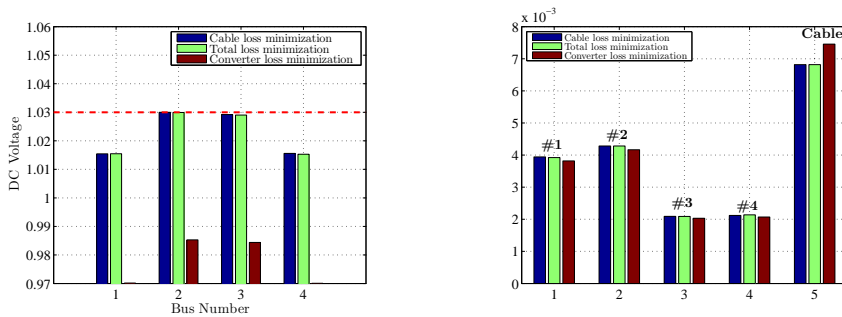 1.06
1.05
1.04
1.03
1.02
1.01
1
0.99
0.98
0.97
DC Voltage
1 2 3 4
Bus Number
Cable loss minimization
Total loss minimization
Converter loss minimization
x 10⁻³
8
7
6
5
4
3
2
1
0
Cable loss minimization
Total loss minimization
Converter loss minimization
Cable
#1
#2
#3
#4
1 2 3 4 5